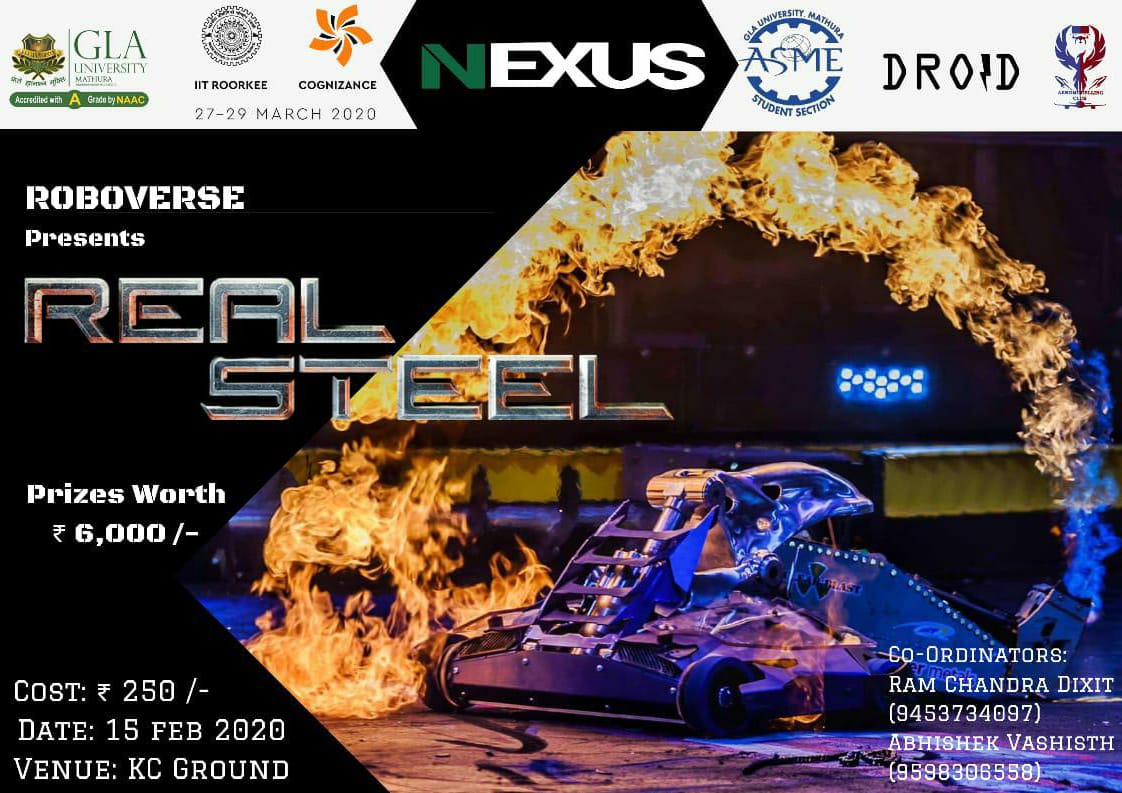 GLA
UNIVERSITY
MATHURA
Accredited with A Grade by NAAC
IIT ROORKEE
COGNIZANCE
27-29 MARCH 2020
NEXUS
GLA UNIVERSITY, MATHURA
ASME
STUDENT SECTION
DROID
AEROMODELLING
CLUB
ROBOVERSE
Presents
REAL
STEEL
Prizes Worth
₹ 6,000 /-
COST: ₹ 250 /-
DATE: 15 FEB 2020
VENUE: KC GROUND
CO-ORDINATORS:
RAM CHANDRA DIXIT
(9453734097)
ABHISHEK VASHISTH
(9598306558)